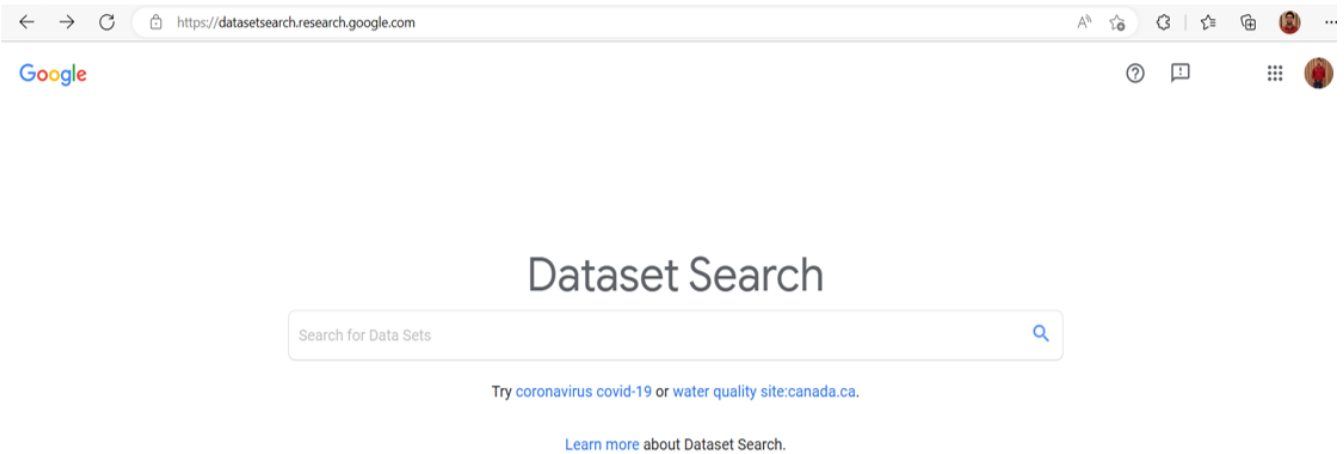 https://datasetsearch.research.google.com
Google
Dataset Search
Search for Data Sets
Try coronavirus covid-19 or water quality site:canada.ca.
Learn more about Dataset Search.